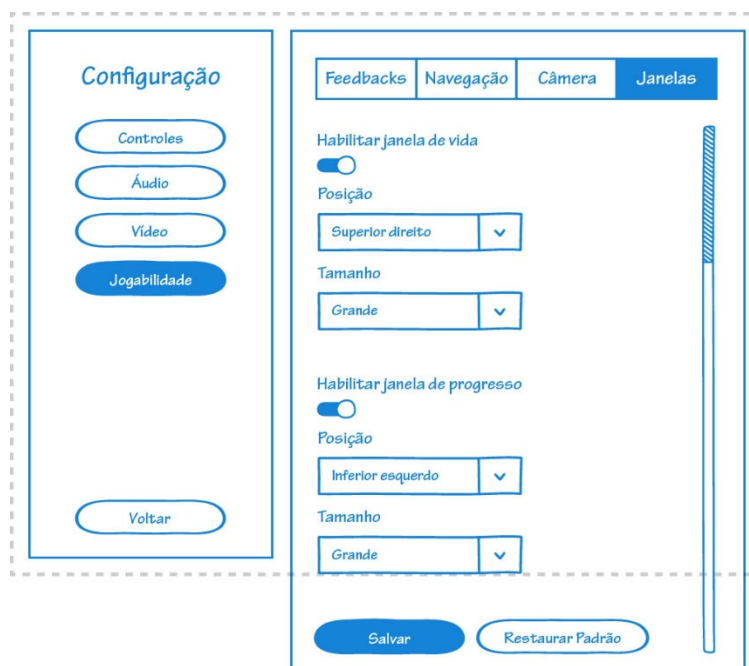 Configuração
Controles
Áudio
Vídeo
Jogabilidade
Voltar
Feedbacks Navegação Câmera Janelas
Habilitar janela de vida
Posição
Superior direito
Tamanho
Grande
Habilitar janela de progresso
Posição
Inferior esquerdo
Tamanho
Grande
Salvar Restaurar Padrão